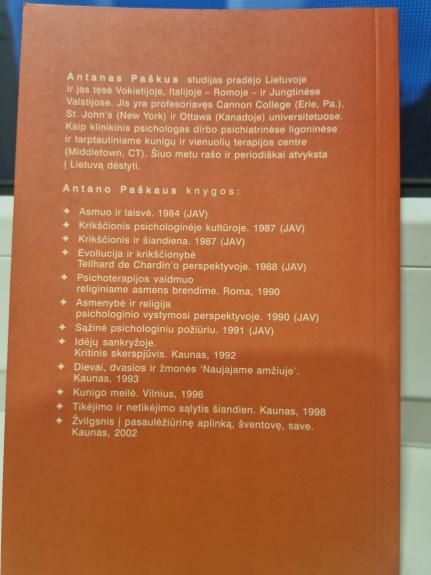 Antanas Paškus studijas pradėjo Lietuvoje
ir jas tęsė Vokietijoje, Italijoje – Romoje – ir Jungtinėse
Valstijose. Jis yra profesoriavęs Cannon College (Erie, Pa.),
St. John's (New York) ir Ottawa (Kanadoje) universitetuose.
Kaip klinikinis psichologas dirbo psichiatrinėse ligoninėse
ir tarptautiniame kunigų ir vienuolių terapijos centre
(Middletown, CT). Šiuo metu rašo ir periodiškai atvyksta
į Lietuvą dėstyti.
Antano Paškaus knygos:
✦ Asmuo ir laisvė. 1984 (JAV)
✦ Krikščionis psichologinėje kultūroje. 1987 (JAV)
✦ Krikščionis ir šiandiena. 1987 (JAV)
✦ Evoliucija ir krikščionybė
Teilhard de Chardin'o perspektyvoje. 1988 (JAV)
✦ Psichoterapijos vaidmuo
religiniame asmens brendime. Roma, 1990
✦ Asmenybė ir religija
psichologinio vystymosi perspektyvoje. 1990 (JAV)
✦ Sąžinė psichologiniu požiūriu. 1991 (JAV)
✦ Idėjų sankryžoje.
Kritinis skerspjūvis. Kaunas, 1992
✦ Dievai, dvasios ir žmonės 'Naujajame amžiuje'.
Kaunas, 1993
✦ Kunigo meilė. Vilnius, 1996
✦ Tikėjimo ir netikėjimo sąlytis šiandien. Kaunas, 1998
✦ Žvilgsnis į pasaulėžiūrinę aplinką, šventovę, save.
Kaunas, 2002